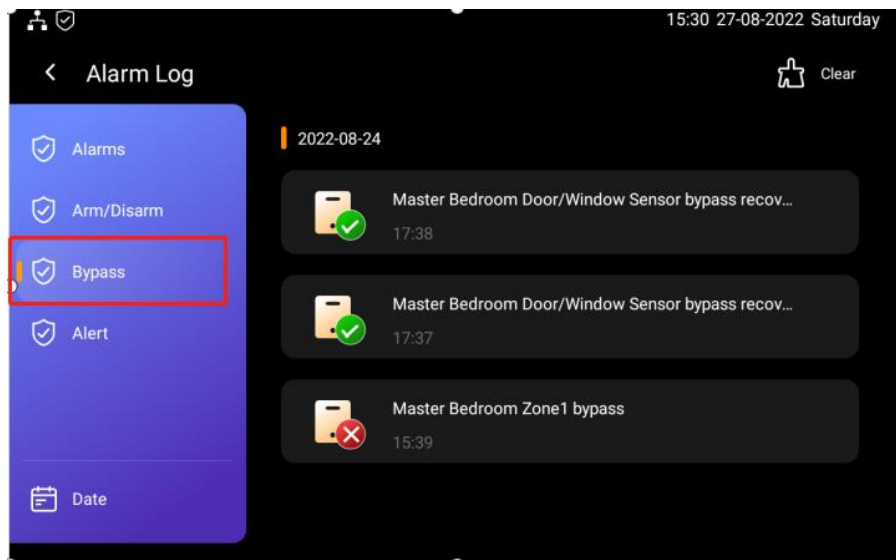 15:30 27-08-2022 Saturday
Alarm Log
Clear
Alarms
Arm/Disarm
Bypass
Alert
Date
2022-08-24
Master Bedroom Door/Window Sensor bypass recov...
17:38
Master Bedroom Door/Window Sensor bypass recov...
17:37
Master Bedroom Zone1 bypass
15:39